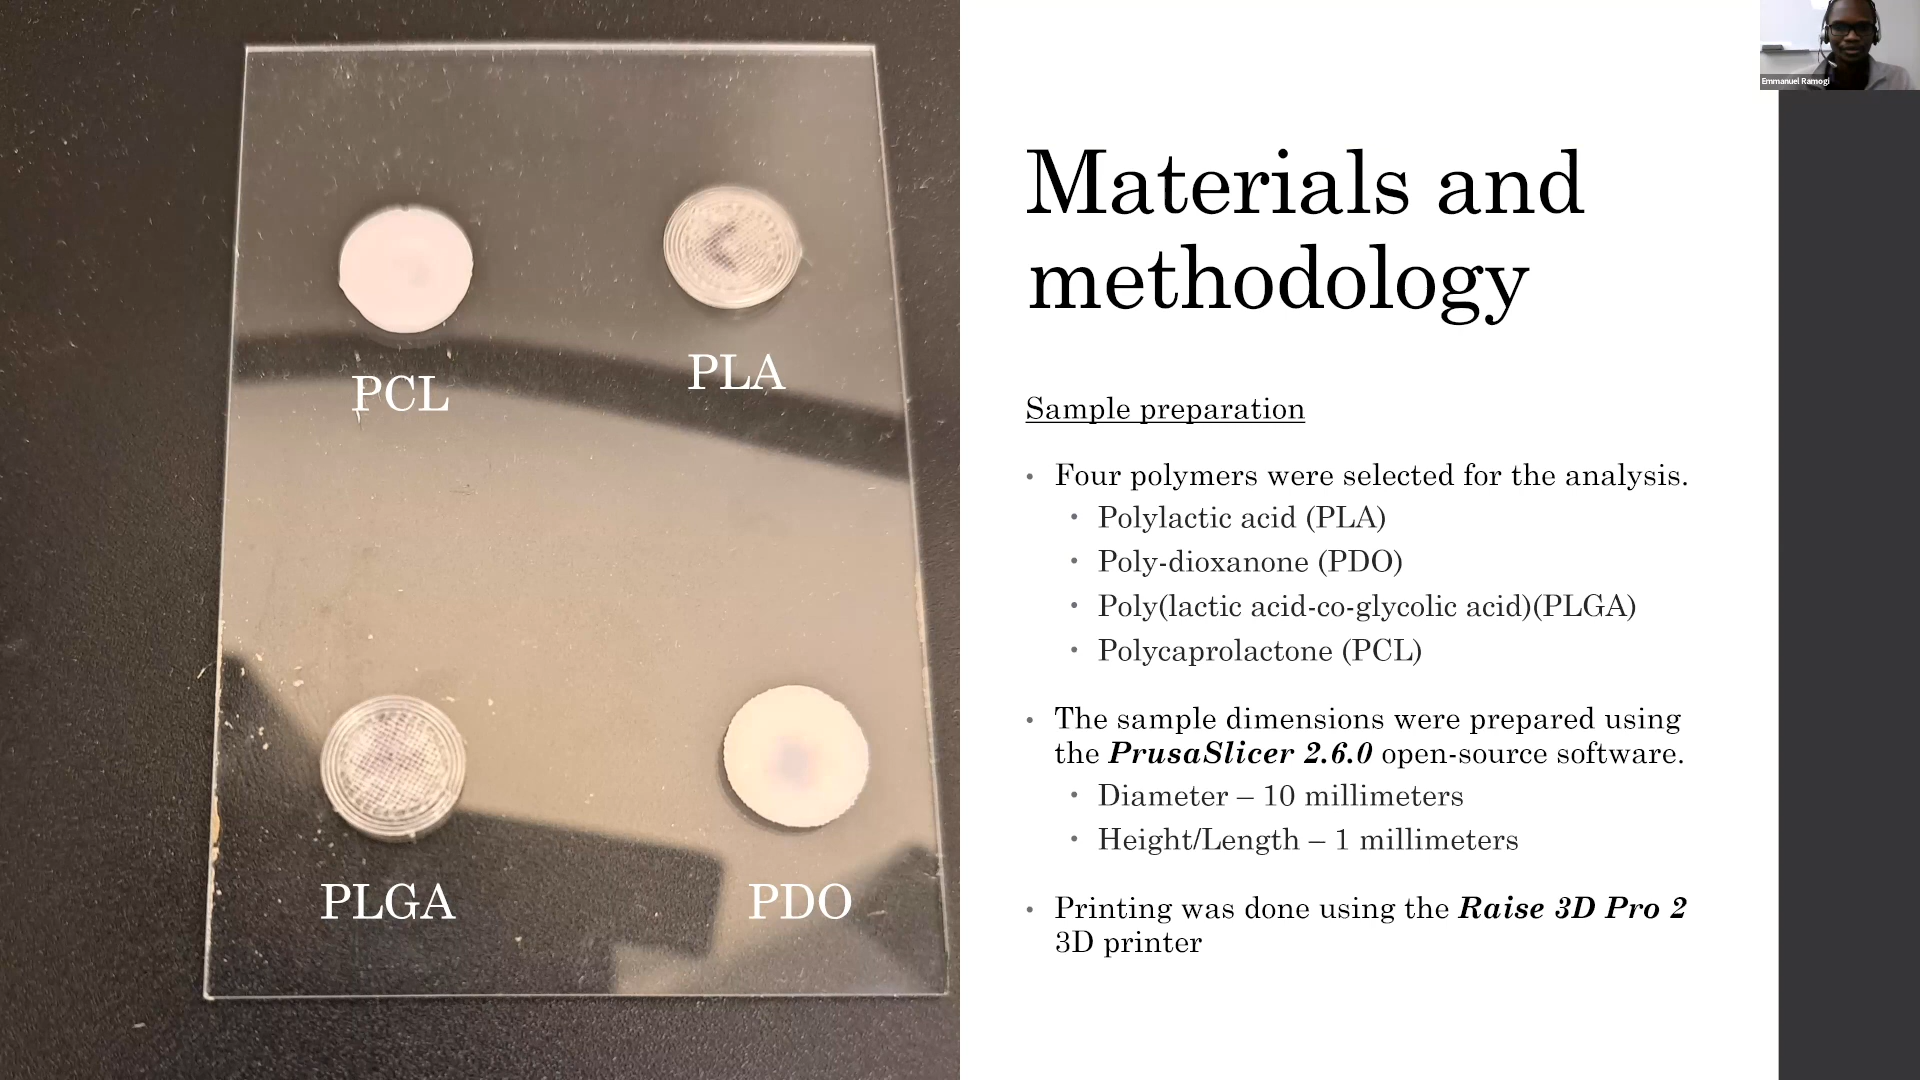 Emmanuel Ramogi
Materials and
methodology
Sample preparation
• Four polymers were selected for the analysis.
• Polylactic acid (PLA)
• Poly-dioxanone (PDO)
• Poly(lactic acid-co-glycolic acid)(PLGA)
• Polycaprolactone (PCL)
• The sample dimensions were prepared using
the PrusaSlicer 2.6.0 open-source software.
• Diameter – 10 millimeters
• Height/Length – 1 millimeters
• Printing was done using the Raise 3D Pro 2
3D printer
PCL
PLA
PLGA
PDO